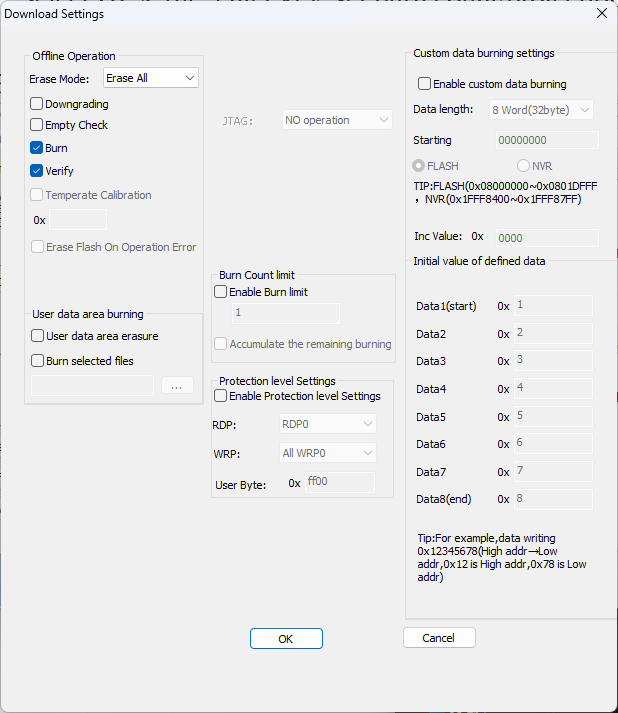 Download Settings
Offline Operation
Erase Mode: Erase All
Downgrading
Empty Check
Burn
Verify
Temperate Calibration
0x
Erase Flash On Operation Error
User data area burning
User data area erasure
Burn selected files
...
JTAG: NO operation
Burn Count limit
Enable Burn limit
1
Accumulate the remaining burning
Protection level Settings
Enable Protection level Settings
RDP: RDP0
WRP: All WRP0
User Byte: 0x ff00
Custom data burning settings
Enable custom data burning
Data length: 8 Word(32byte)
Starting 00000000
FLASH NVR
TIP:FLASH(0x08000000~0x0801DFFF
, NVR(0x1FFF8400~0x1FFF87FF)
Inc Value: 0x 0000
Initial value of defined data
Data1(start) 0x 1
Data2 0x 2
Data3 0x 3
Data4 0x 4
Data5 0x 5
Data6 0x 6
Data7 0x 7
Data8(end) 0x 8
Tip:For example,data writing
0x12345678(High addr→Low
addr,0x12 is High addr,0x78 is Low
addr)
OK
Cancel